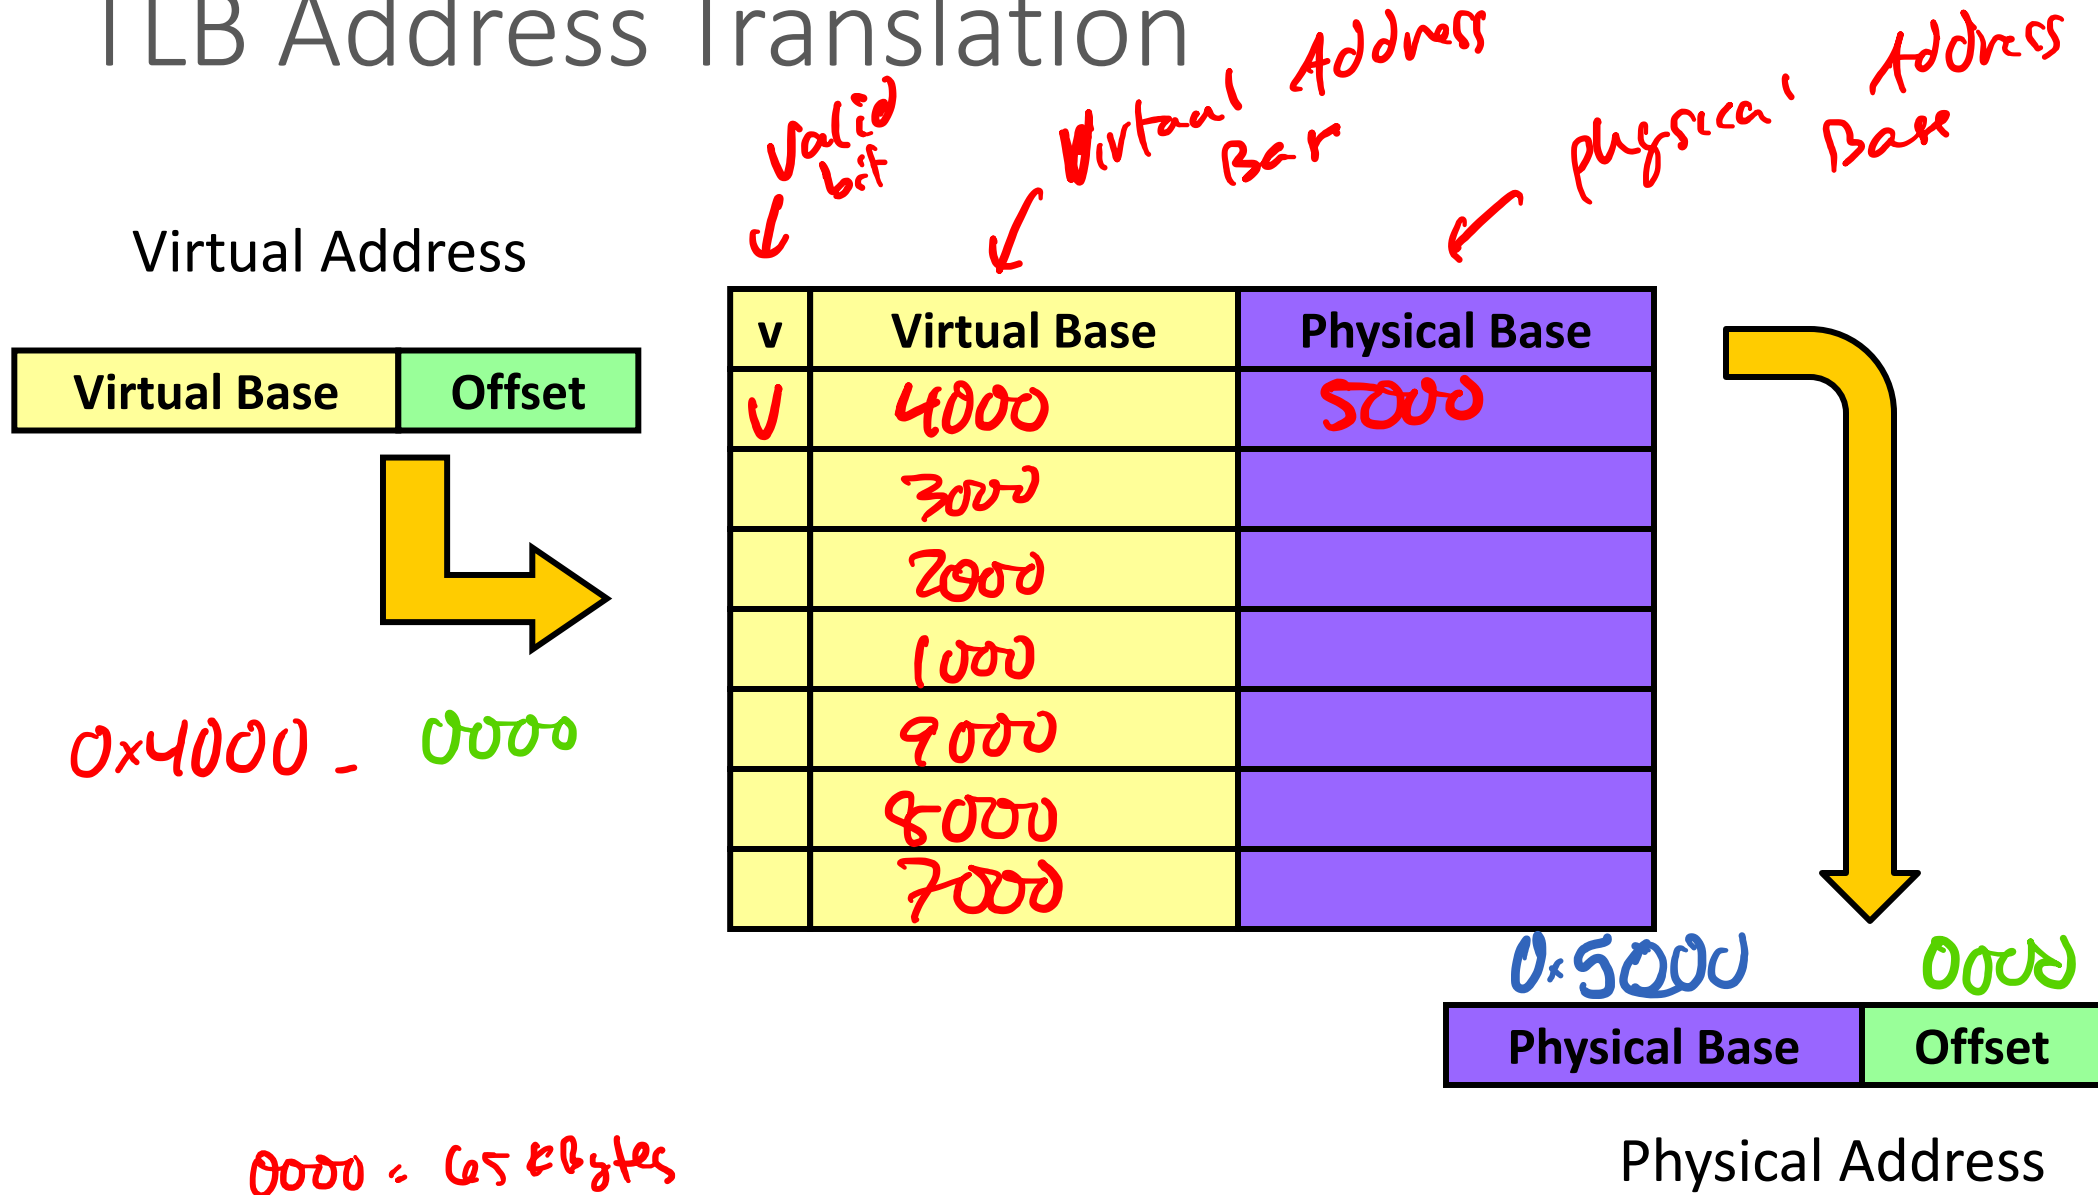 TLB Address Translation
valid bit
Virtual Address Base
physical Address Base
Virtual Address
Virtual Base Offset
v Virtual Base Physical Base
v 4000 5000
3000
2000
1000
9000
8000
7000
0x4000 - 0000
0x5000 0000
Physical Base Offset
Physical Address
0000 = 65 kBytes